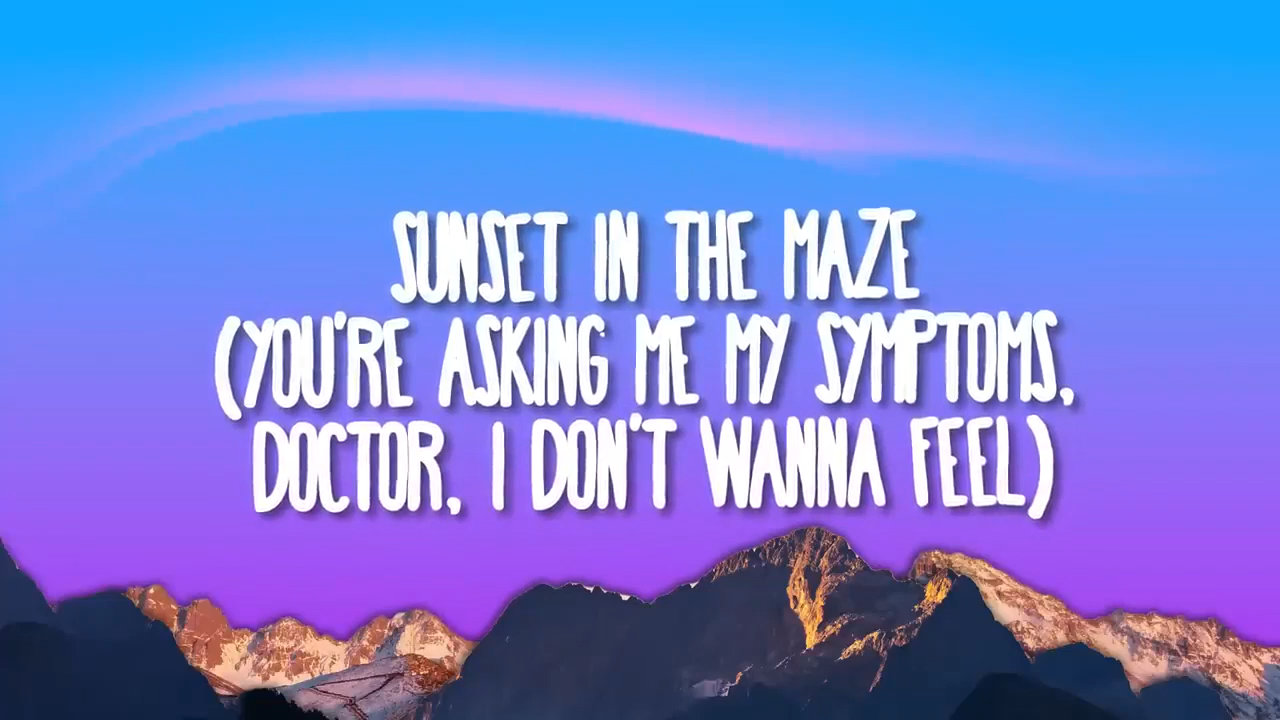 SUNSET IN THE MAZE
(YOU'RE ASKING ME MY SYMPTOMS,
DOCTOR, I DON'T WANNA FEEL)